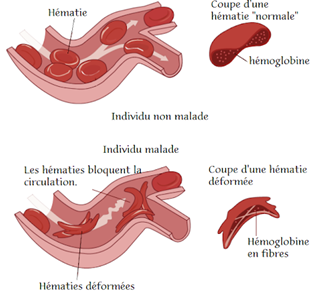 Hématie
Coupe d'une
hématie "normale"
hémoglobine
Individu non malade
Individu malade
Les hématies bloquent la
circulation.
Coupe d'une hématie
déformée
Hémoglobine
en fibres
Hématies déformées